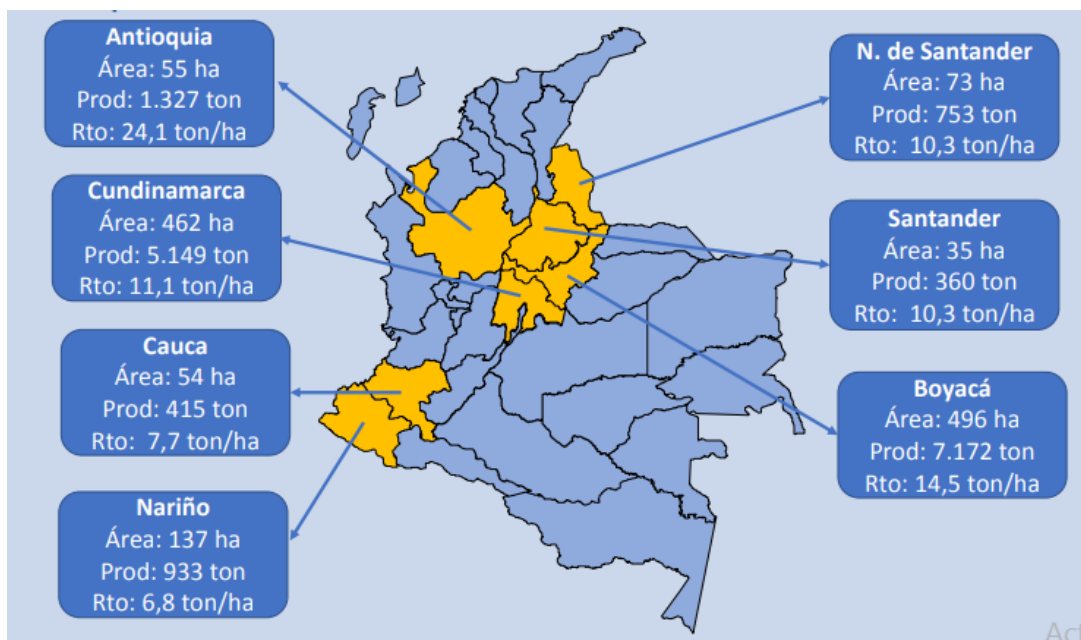 Antioquia
Área: 55 ha
Prod: 1.327 ton
Rto: 24,1 ton/ha
Cundinamarca
Área: 462 ha
Prod: 5.149 ton
Rto: 11,1 ton/ha
Cauca
Área: 54 ha
Prod: 415 ton
Rto: 7,7 ton/ha
Nariño
Área: 137 ha
Prod: 933 ton
Rto: 6,8 ton/ha
N. de Santander
Área: 73 ha
Prod: 753 ton
Rto: 10,3 ton/ha
Santander
Área: 35 ha
Prod: 360 ton
Rto: 10,3 ton/ha
Boyacá
Área: 496 ha
Prod: 7.172 ton
Rto: 14,5 ton/ha